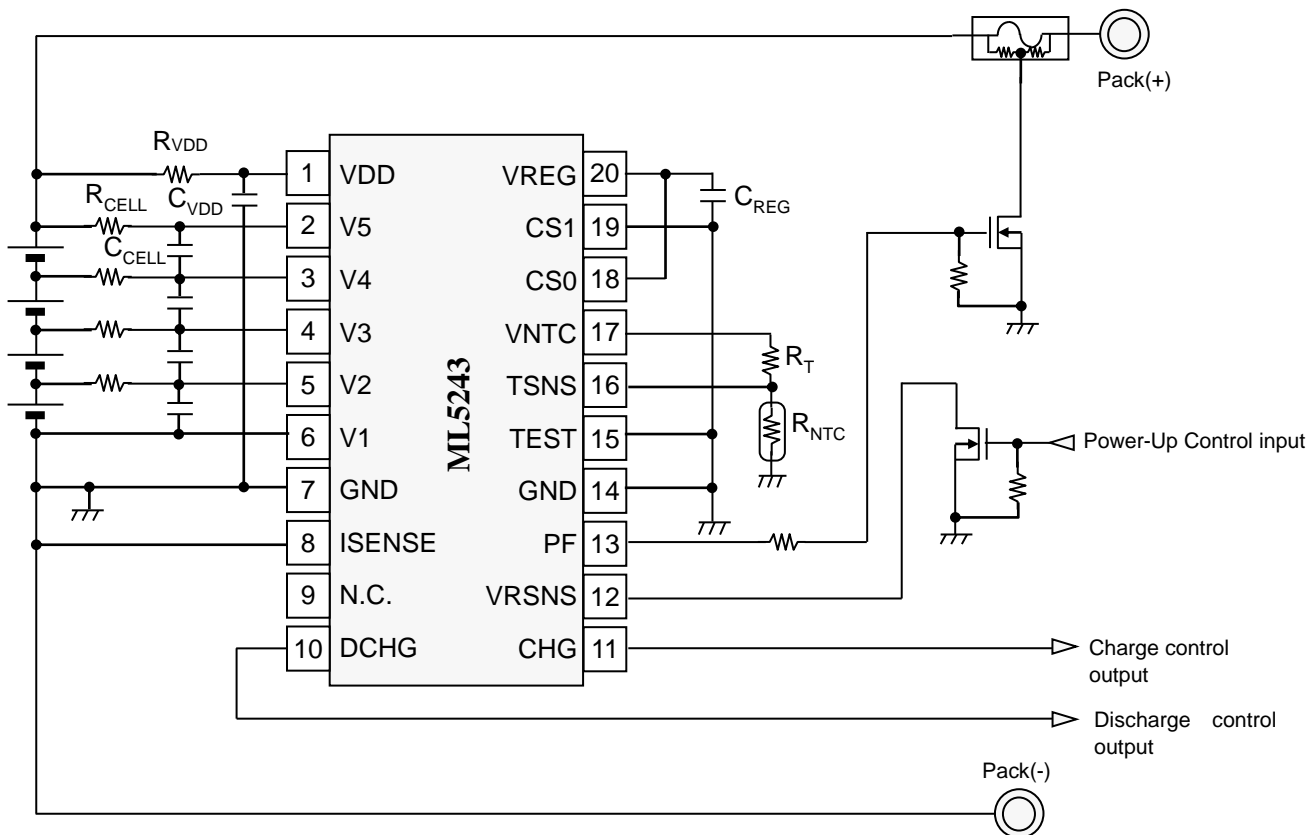 Pack(+)
RVDD
1 VDD VREG 20
RCELL CVDD CREG
2 V5 CS1 19
CCELL
3 V4 CS0 18
4 V3 VNTC 17
RT
5 V2 TSNS 16
ML5243
RNTC
6 V1 TEST 15
Power-Up Control input
7 GND GND 14
8 ISENSE PF 13
9 N.C. VRSNS 12
10 DCHG CHG 11
Charge control
output
Discharge control
output
Pack(-)